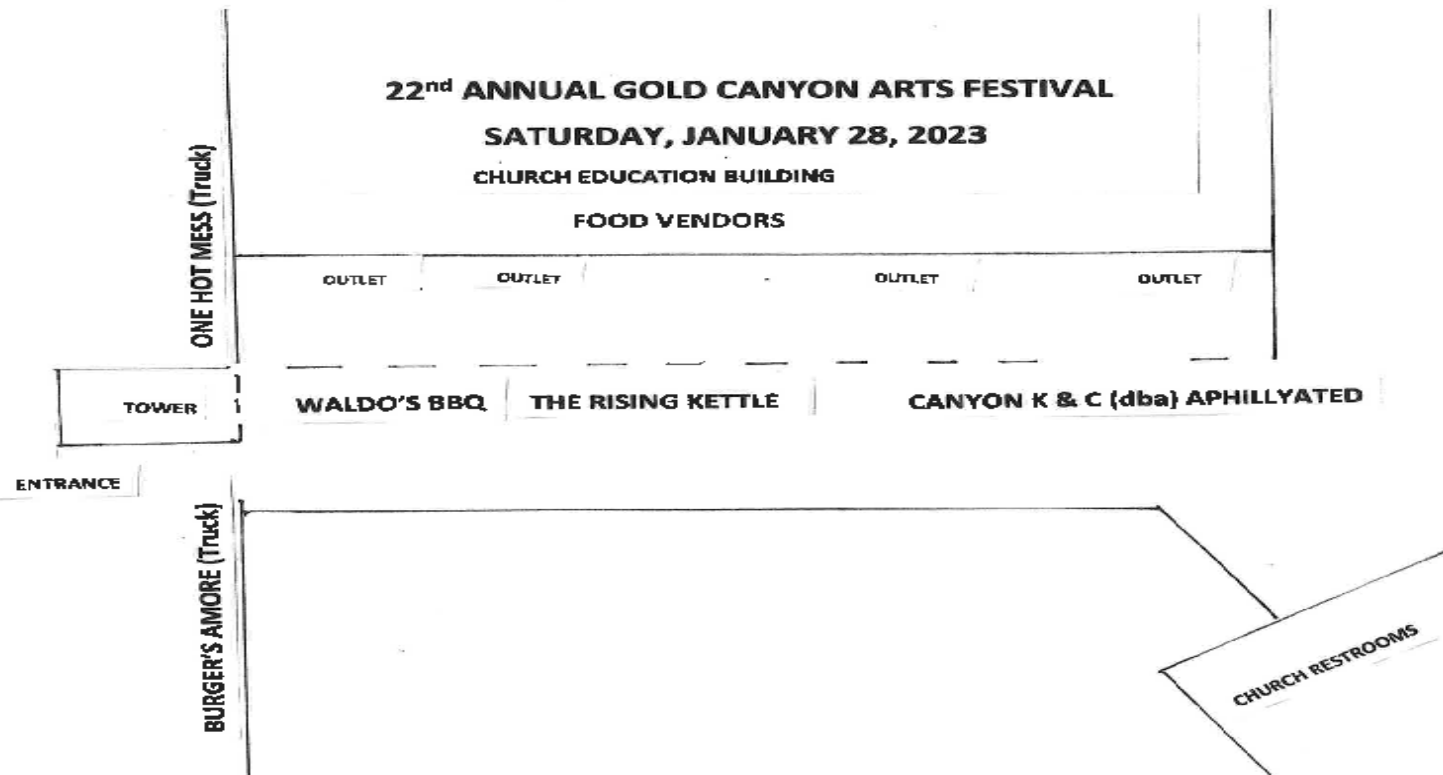 22nd ANNUAL GOLD CANYON ARTS FESTIVAL
SATURDAY, JANUARY 28, 2023
CHURCH EDUCATION BUILDING
FOOD VENDORS
ONE HOT MESS (Truck)
OUTLET OUTLET OUTLET OUTLET
TOWER WALDO'S BBQ THE RISING KETTLE CANYON K & C (dba) APHILLYATED
ENTRANCE
BURGER'S AMORE (Truck)
CHURCH RESTROOMS